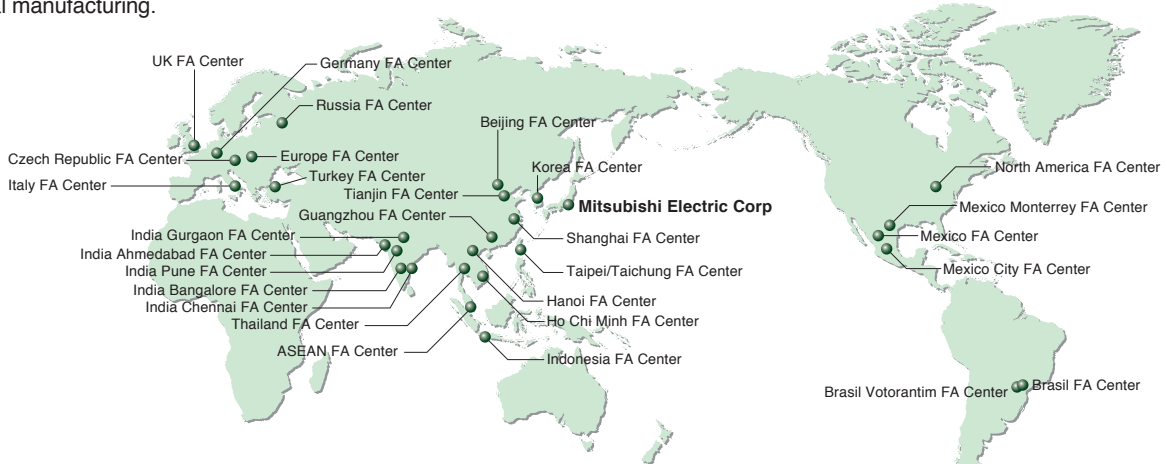 al manufacturing.
UK FA Center
Germany FA Center
Russia FA Center
Beijing FA Center
Czech Republic FA Center
Europe FA Center
Korea FA Center
North America FA Center
Italy FA Center
Turkey FA Center
Tianjin FA Center
Mitsubishi Electric Corp
Mexico Monterrey FA Center
Guangzhou FA Center
India Gurgaon FA Center
Shanghai FA Center
Mexico FA Center
India Ahmedabad FA Center
India Pune FA Center
Taipei/Taichung FA Center
Mexico City FA Center
India Bangalore FA Center
India Chennai FA Center
Hanoi FA Center
Thailand FA Center
Ho Chi Minh FA Center
ASEAN FA Center
Indonesia FA Center
Brasil Votorantim FA Center
Brasil FA Center